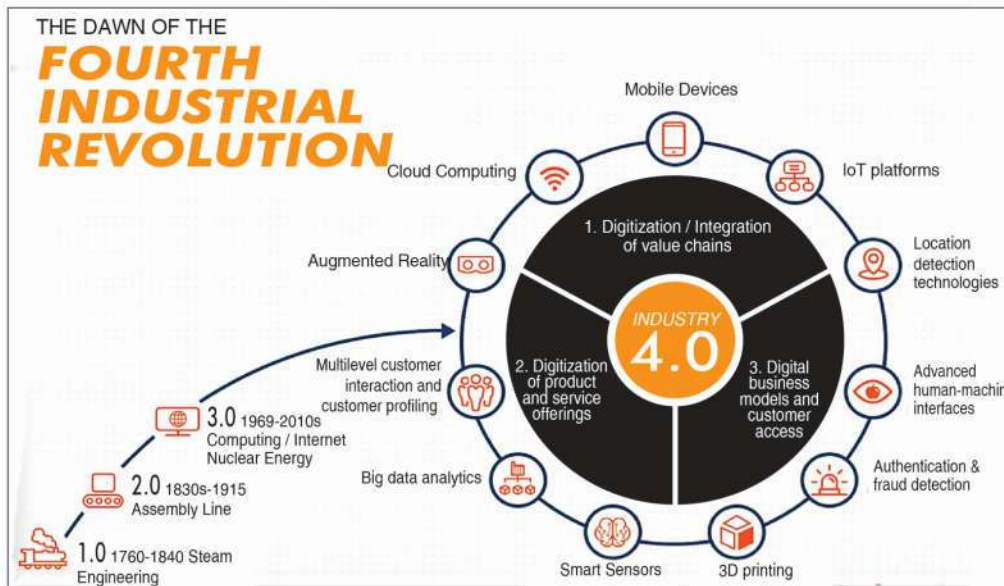 THE DAWN OF THE
FOURTH
INDUSTRIAL
REVOLUTION
Mobile Devices
Cloud Computing
IoT platforms
Augmented Reality
Location
detection
technologies
Multilevel customer
interaction and
customer profiling
Advanced
human-machin
interfaces
Big data analytics
Authentication &
fraud detection
Smart Sensors
3D printing
1. Digitization / Integration
of value chains
INDUSTRY
4.0
2. Digitization
of product
and service
offerings
3. Digital
business
models and
customer
access
3.0 1969-2010s
Computing / Internet
Nuclear Energy
2.0 1830s-1915
Assembly Line
1.0 1760-1840 Steam
Engineering